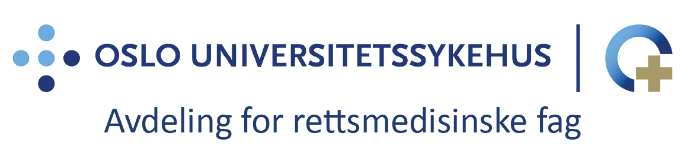 OSLO UNIVERSITETSSYKEHUS
Avdeling for rettsmedisinske fag